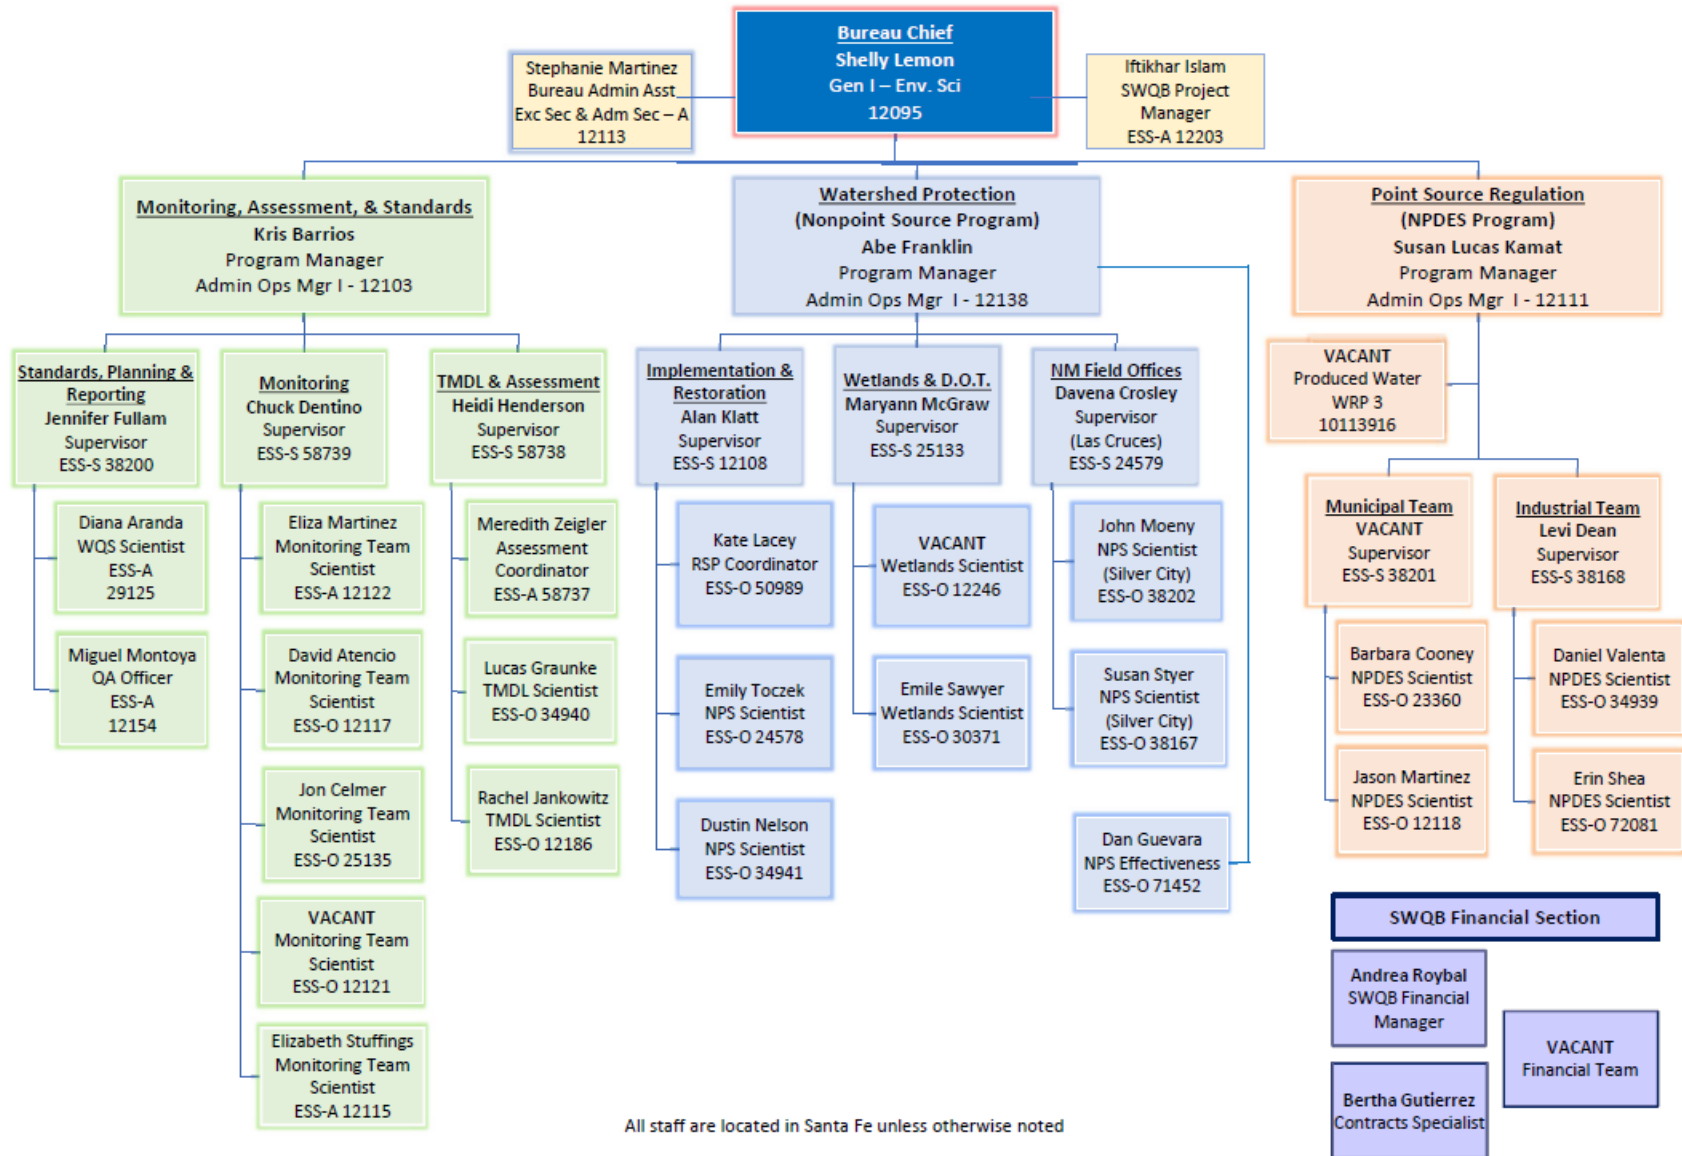 Bureau Chief
Shelly Lemon
Gen I – Env. Sci
12095
Stephanie Martinez
Bureau Admin Asst
Exc Sec & Adm Sec – A
12113
Iftikhar Islam
SWQB Project
Manager
ESS-A 12203
Monitoring, Assessment, & Standards
Kris Barrios
Program Manager
Admin Ops Mgr I - 12103
Watershed Protection
(Nonpoint Source Program)
Abe Franklin
Program Manager
Admin Ops Mgr I - 12138
Point Source Regulation
(NPDES Program)
Susan Lucas Kamat
Program Manager
Admin Ops Mgr I - 12111
Standards, Planning &
Reporting
Jennifer Fullam
Supervisor
ESS-S 38200
Monitoring
Chuck Dentino
Supervisor
ESS-S 58739
TMDL & Assessment
Heidi Henderson
Supervisor
ESS-S 58738
Implementation &
Restoration
Alan Klatt
Supervisor
ESS-S 12108
Wetlands & D.O.T.
Maryann McGraw
Supervisor
ESS-S 25133
NM Field Offices
Davena Crosley
Supervisor
(Las Cruces)
ESS-S 24579
VACANT
Produced Water
WRP 3
10113916
Municipal Team
VACANT
Supervisor
ESS-S 38201
Industrial Team
Levi Dean
Supervisor
ESS-S 38168
Diana Aranda
WQS Scientist
ESS-A
29125
Miguel Montoya
QA Officer
ESS-A
12154
Eliza Martinez
Monitoring Team
Scientist
ESS-A 12122
David Atencio
Monitoring Team
Scientist
ESS-O 12117
Jon Celmer
Monitoring Team
Scientist
ESS-O 25135
VACANT
Monitoring Team
Scientist
ESS-O 12121
Elizabeth Stuffings
Monitoring Team
Scientist
ESS-A 12115
Meredith Zeigler
Assessment
Coordinator
ESS-A 58737
Lucas Graunke
TMDL Scientist
ESS-O 34940
Rachel Jankowitz
TMDL Scientist
ESS-O 12186
Kate Lacey
RSP Coordinator
ESS-O 50989
Emily Toczek
NPS Scientist
ESS-O 24578
Dustin Nelson
NPS Scientist
ESS-O 34941
VACANT
Wetlands Scientist
ESS-O 12246
Emile Sawyer
Wetlands Scientist
ESS-O 30371
John Moeny
NPS Scientist
(Silver City)
ESS-O 38202
Susan Styer
NPS Scientist
(Silver City)
ESS-O 38167
Dan Guevara
NPS Effectiveness
ESS-O 71452
Barbara Cooney
NPDES Scientist
ESS-O 23360
Jason Martinez
NPDES Scientist
ESS-O 12118
Daniel Valenta
NPDES Scientist
ESS-O 34939
Erin Shea
NPDES Scientist
ESS-O 72081
SWQB Financial Section
Andrea Roybal
SWQB Financial
Manager
VACANT
Financial Team
Bertha Gutierrez
Contracts Specialist
All staff are located in Santa Fe unless otherwise noted